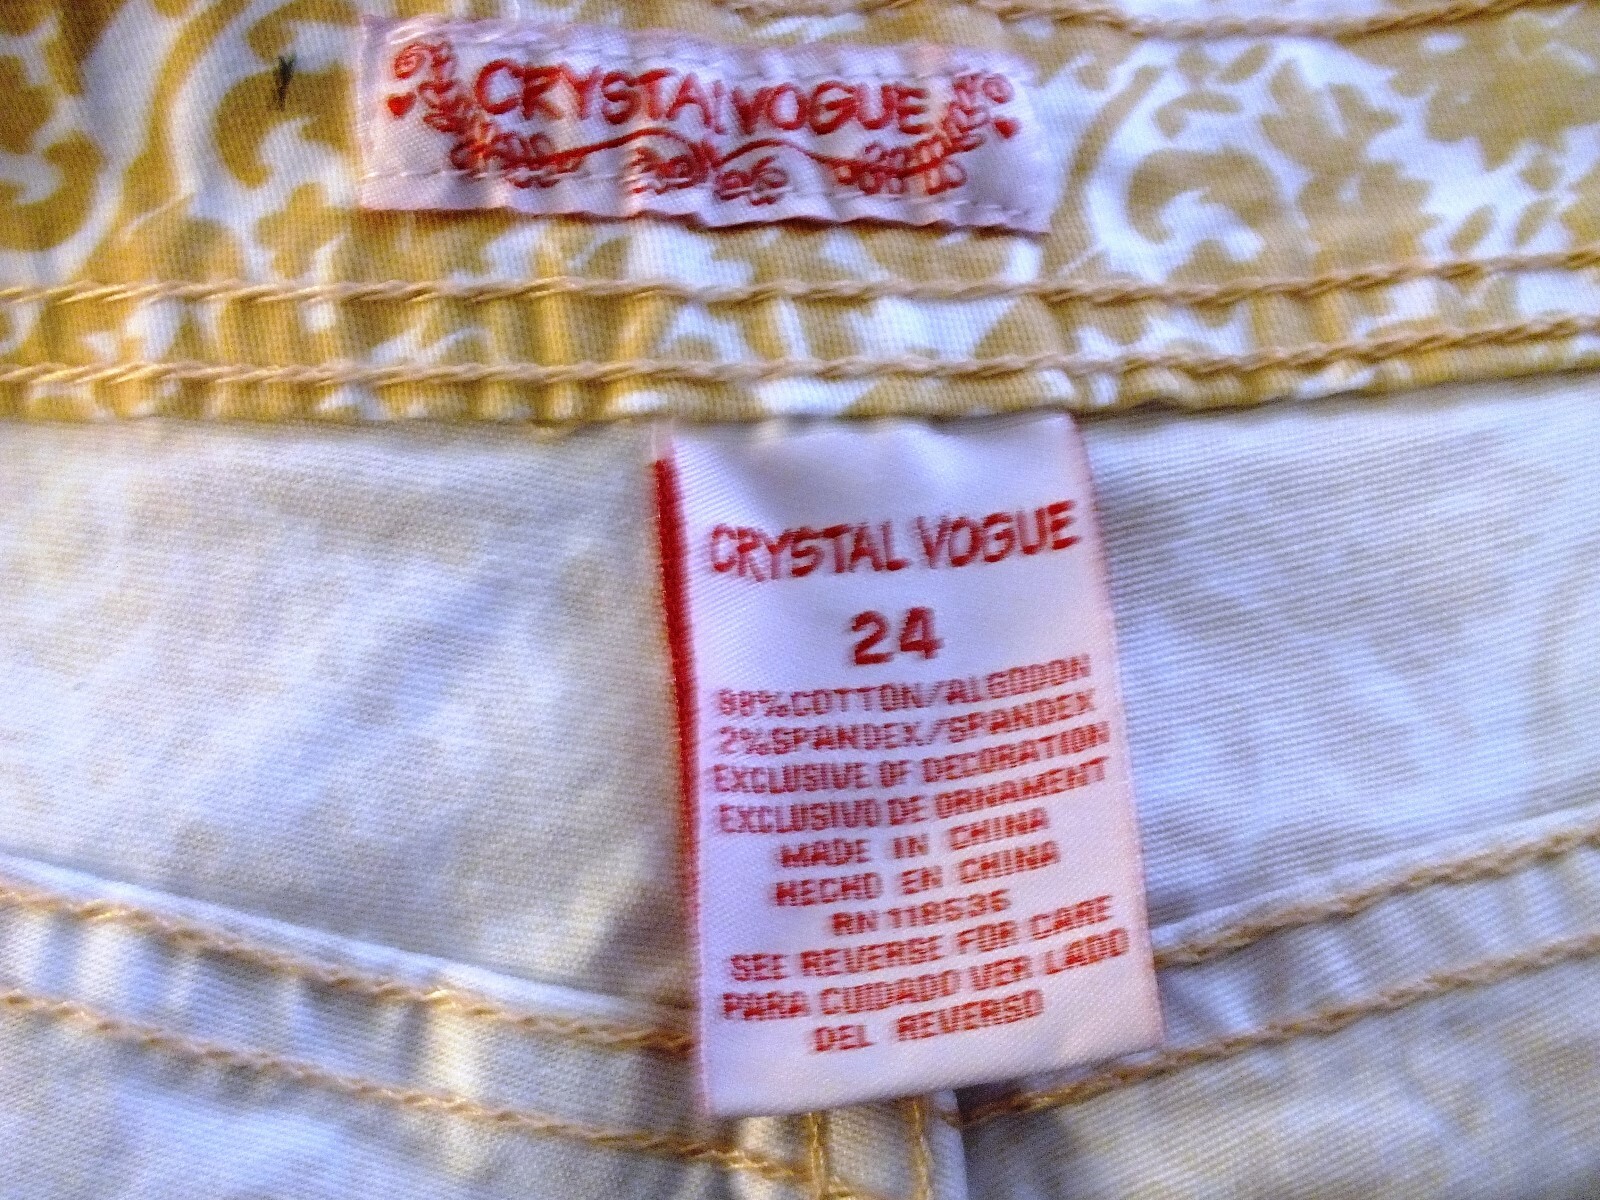 CRYSTAL VOGUE
CRYSTAL VOGUE
24
98%COTTON/ALGODON
2%SPANDEX/SPANDEX
EXCLUSIVE OF DECORATION
EXCLUSIVO DE ORNAMENT
MADE IN CHINA
HECHO EN CHINA
RN 118636
SEE REVERSE FOR CARE
PARA CUIDADO VER LADO
DEL REVERSO